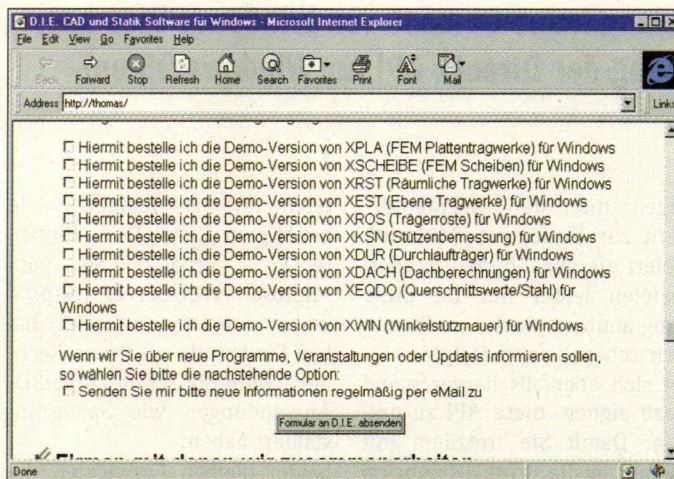 D.I.E. CAD und Statik Software für Windows - Microsoft Internet Explorer
File Edit View Go Favorites Help
Back Forward Stop Refresh Home Search Favorites Print Font Mail
Address http://thomas/ Links
Hiermit bestelle ich die Demo-Version von XPLA (FEM Plattentragwerke) für Windows
Hiermit bestelle ich die Demo-Version von XSCHEIBE (FEM Scheiben) für Windows
Hiermit bestelle ich die Demo-Version von XRST (Räumliche Tragwerke) für Windows
Hiermit bestelle ich die Demo-Version von XEST (Ebene Tragwerke) für Windows
Hiermit bestelle ich die Demo-Version von XROS (Trägerroste) für Windows
Hiermit bestelle ich die Demo-Version von XKSN (Stützenbemessung) für Windows
Hiermit bestelle ich die Demo-Version von XDUR (Durchlaufträger) für Windows
Hiermit bestelle ich die Demo-Version von XDACH (Dachberechnungen) für Windows
Hiermit bestelle ich die Demo-Version von XEQDO (Querschnittswerte/Stahl) für
Windows
Hiermit bestelle ich die Demo-Version von XWIN (Winkelstützmauer) für Windows
Wenn wir Sie über neue Programme, Veranstaltungen oder Updates informieren sollen,
so wählen Sie bitte die nachstehende Option:
Senden Sie mir bitte neue Informationen regelmäßig per eMail zu
Formular an D.I.E. absenden
Firmen mit denen wir zusammenarbeiten
Done